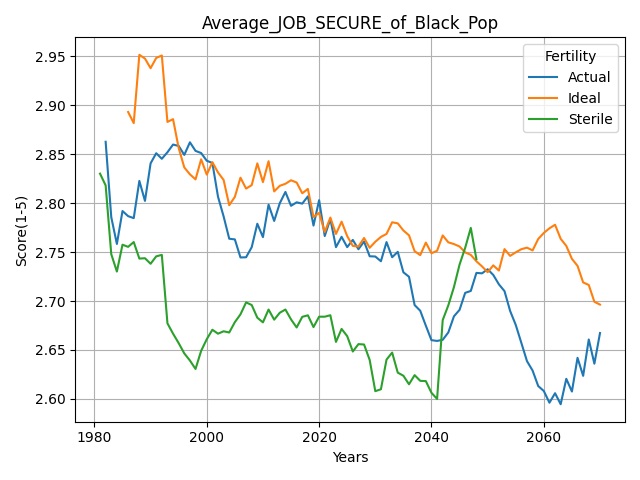 Average_JOB_SECURE_of_Black_Pop
Fertility
Actual
Ideal
Sterile
Score(1-5)
2.95
2.90
2.85
2.80
2.75
2.70
2.65
2.60
1980
2000
2020
2040
2060
Years